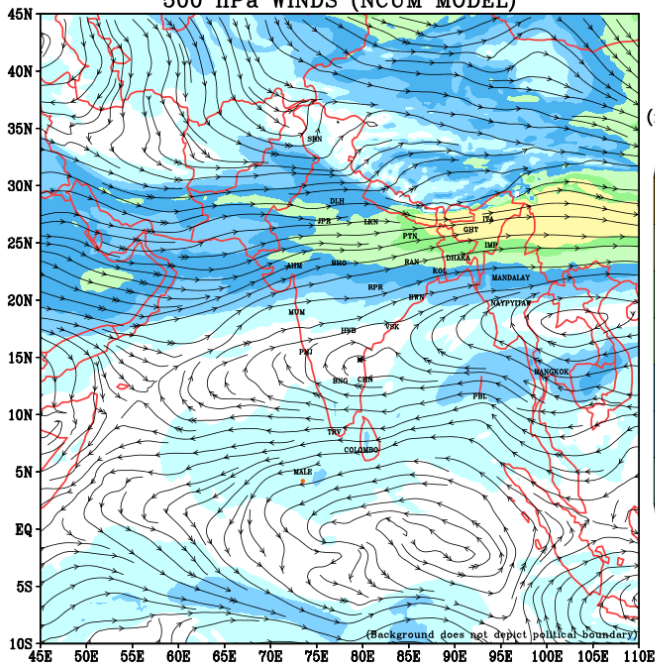 500 hPa WINDS (NCUM MODEL)
45N
40N
35N
30N
25N
20N
15N
10N
5N
EQ
5S
10S
SRN
DLH
JPR
LKN
PTN
GHT
ITA
IMP
DHAKA
AHM
BHO
RAN
KOL
MANDALAY
RPR
BWN
NAYPYITAW
MUM
HYB
VSK
PNJ
BNG
CHN
BANGKOK
PBL
TRV
COLOMBO
MALE
(Background does not depict political boundary)
45E 50E 55E 60E 65E 70E 75E 80E 85E 90E 95E 100E 105E 110E